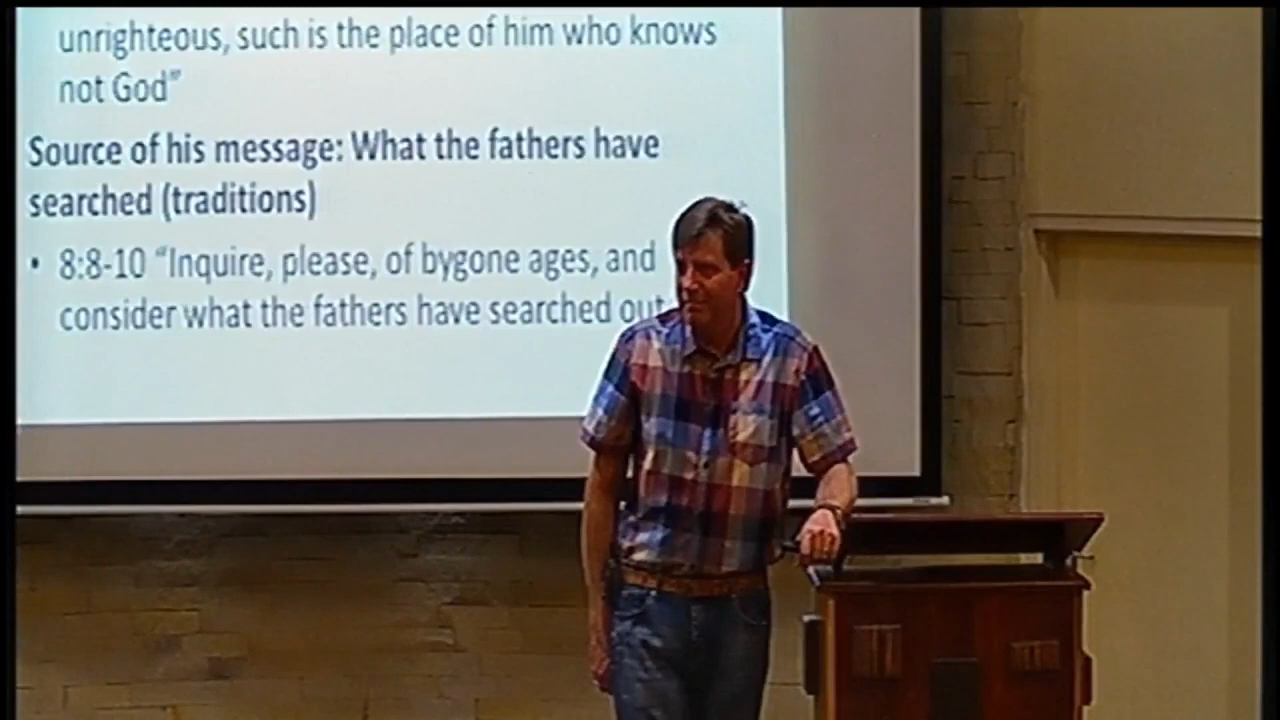 unrighteous, such is the place of him who knows
not God”
Source of his message: What the fathers have
searched (traditions)
• 8:8-10 “Inquire, please, of bygone ages, and
consider what the fathers have searched out